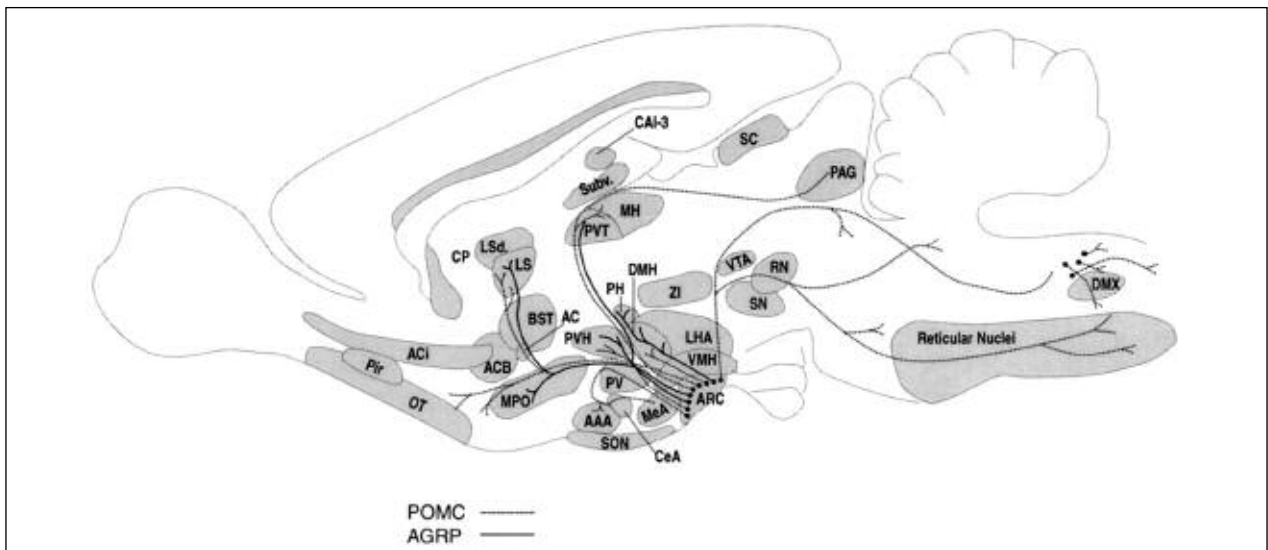 CAI-3
SC
PAG
Subv.
MH
PVT
LSd.
CP
LS
VTA
RN
DMH
DMX
PH
ZI
SN
BST
AC
PVH
LHA
Reticular Nuclei
ACi
ACB
VMH
Pir
PV
MPO
ARC
OT
MeA
AAA
SON
CeA
POMC
AGRP